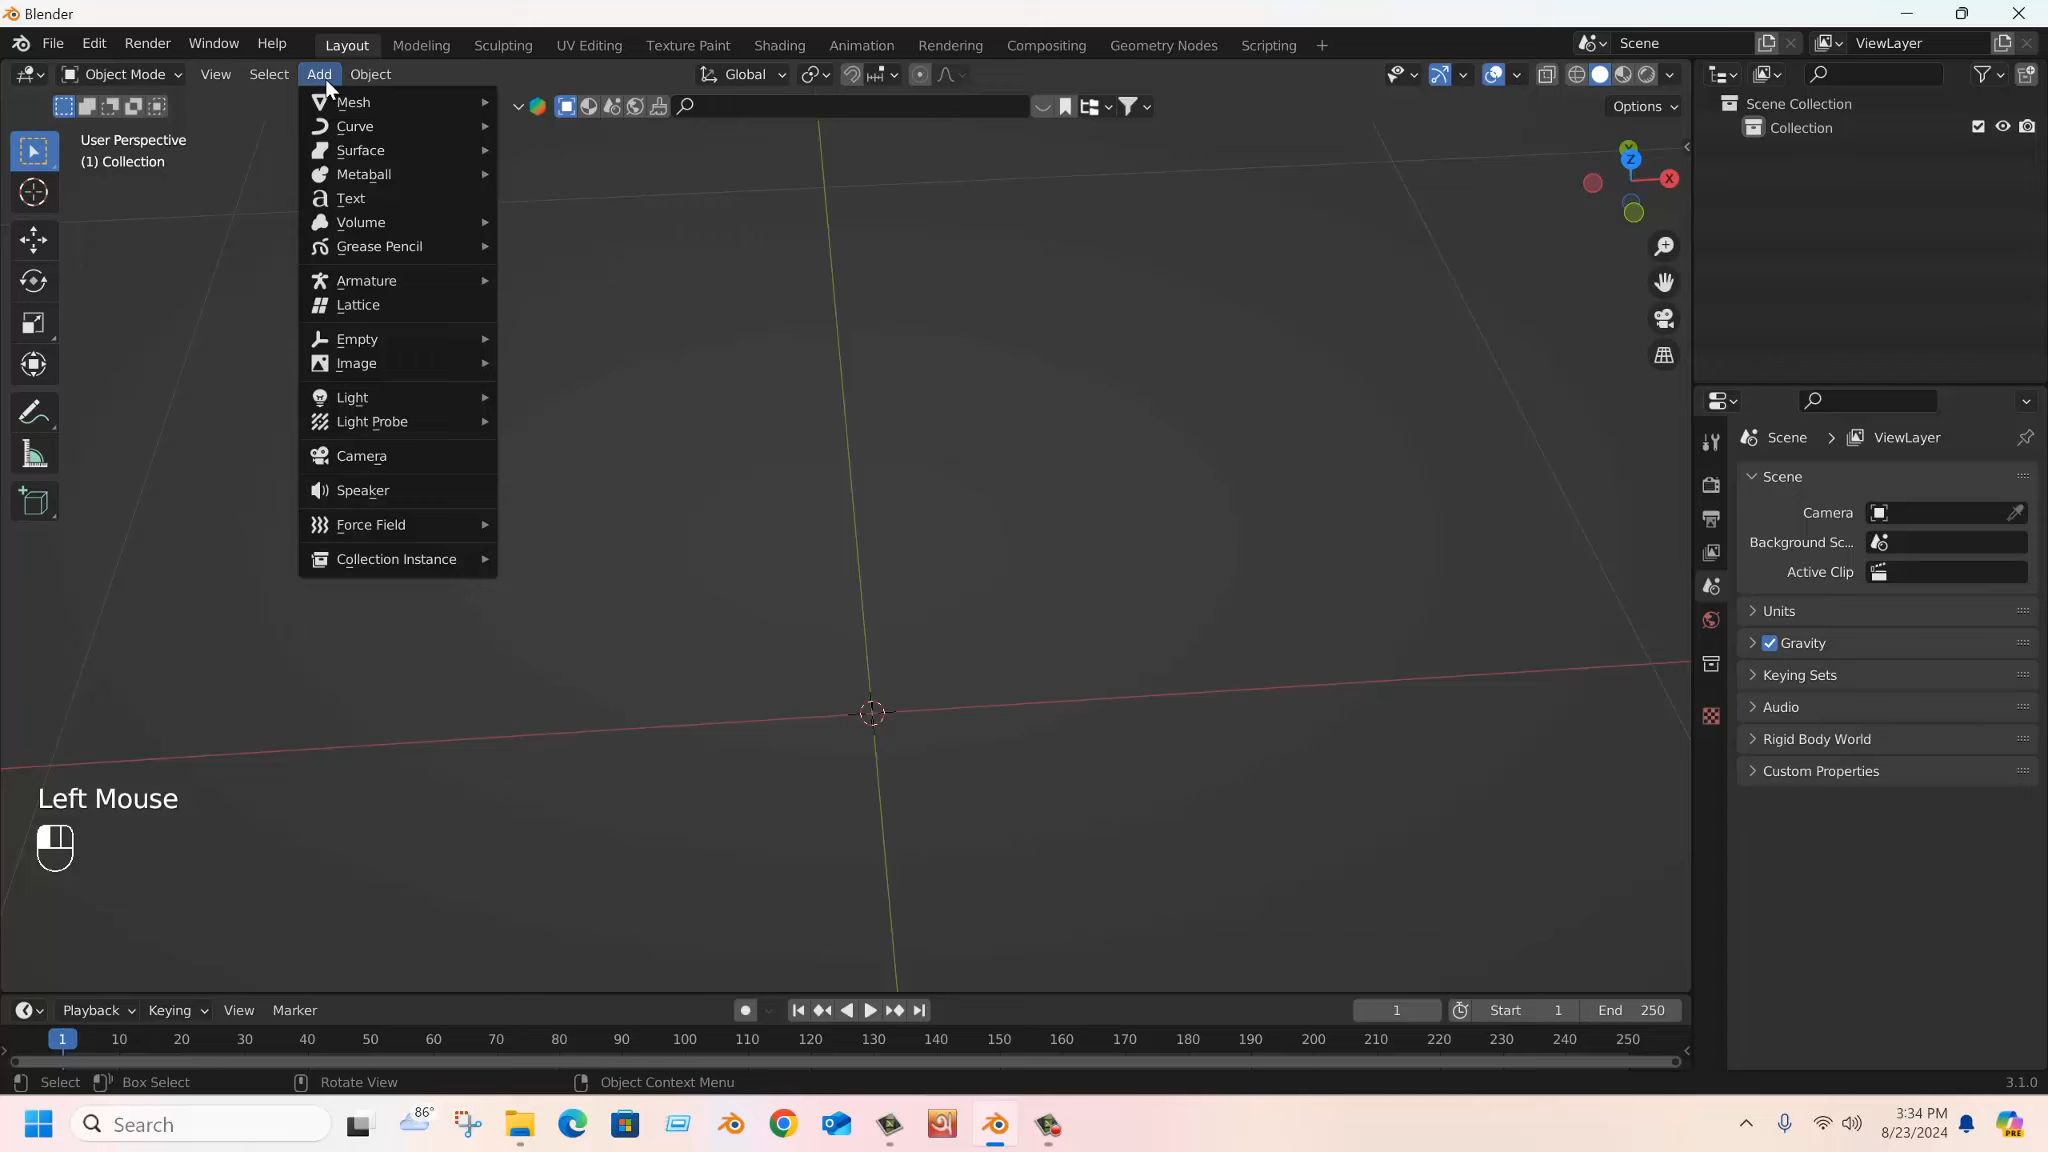 Blender
File Edit Render Window Help Layout Modeling Sculpting UV Editing Texture Paint Shading Animation Rendering Compositing Geometry Nodes Scripting + Scene ViewLayer
Object Mode View Select Add Object Global
Options
User Perspective
(1) Collection
Mesh
Curve
Surface
Metaball
Text
Volume
Grease Pencil
Armature
Lattice
Empty
Image
Light
Light Probe
Camera
Speaker
Force Field
Collection Instance
Y
Z
X
Scene Collection
Collection
Scene > ViewLayer
Scene
Camera
Background Sc...
Active Clip
Units
Gravity
Keying Sets
Audio
Rigid Body World
Custom Properties
Left Mouse
Playback Keying View Marker 1 Start 1 End 250
1 10 20 30 40 50 60 70 80 90 100 110 120 130 140 150 160 170 180 190 200 210 220 230 240 250
Select Box Select Rotate View Object Context Menu 3.1.0
Search 86° 3:34 PM
8/23/2024
PRE